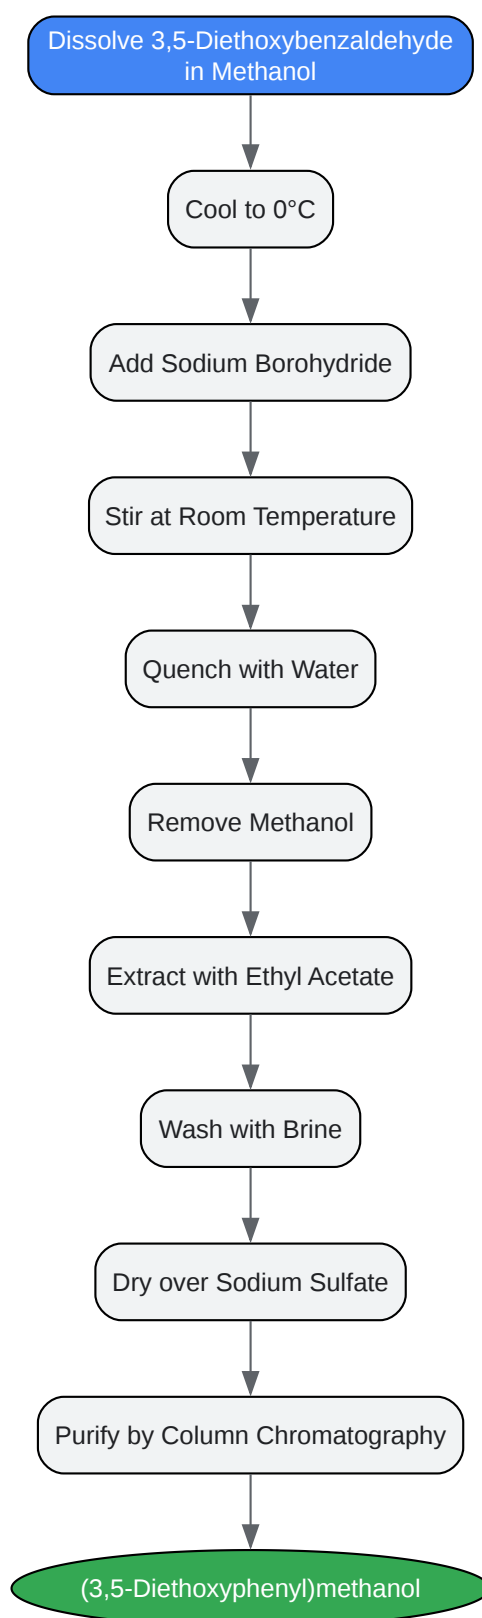 Dissolve 3,5-Diethoxybenzaldehyde
in Methanol
Cool to 0°C
Add Sodium Borohydride
Stir at Room Temperature
Quench with Water
Remove Methanol
Extract with Ethyl Acetate
Wash with Brine
Dry over Sodium Sulfate
Purify by Column Chromatography
(3,5-Diethoxyphenyl)methanol